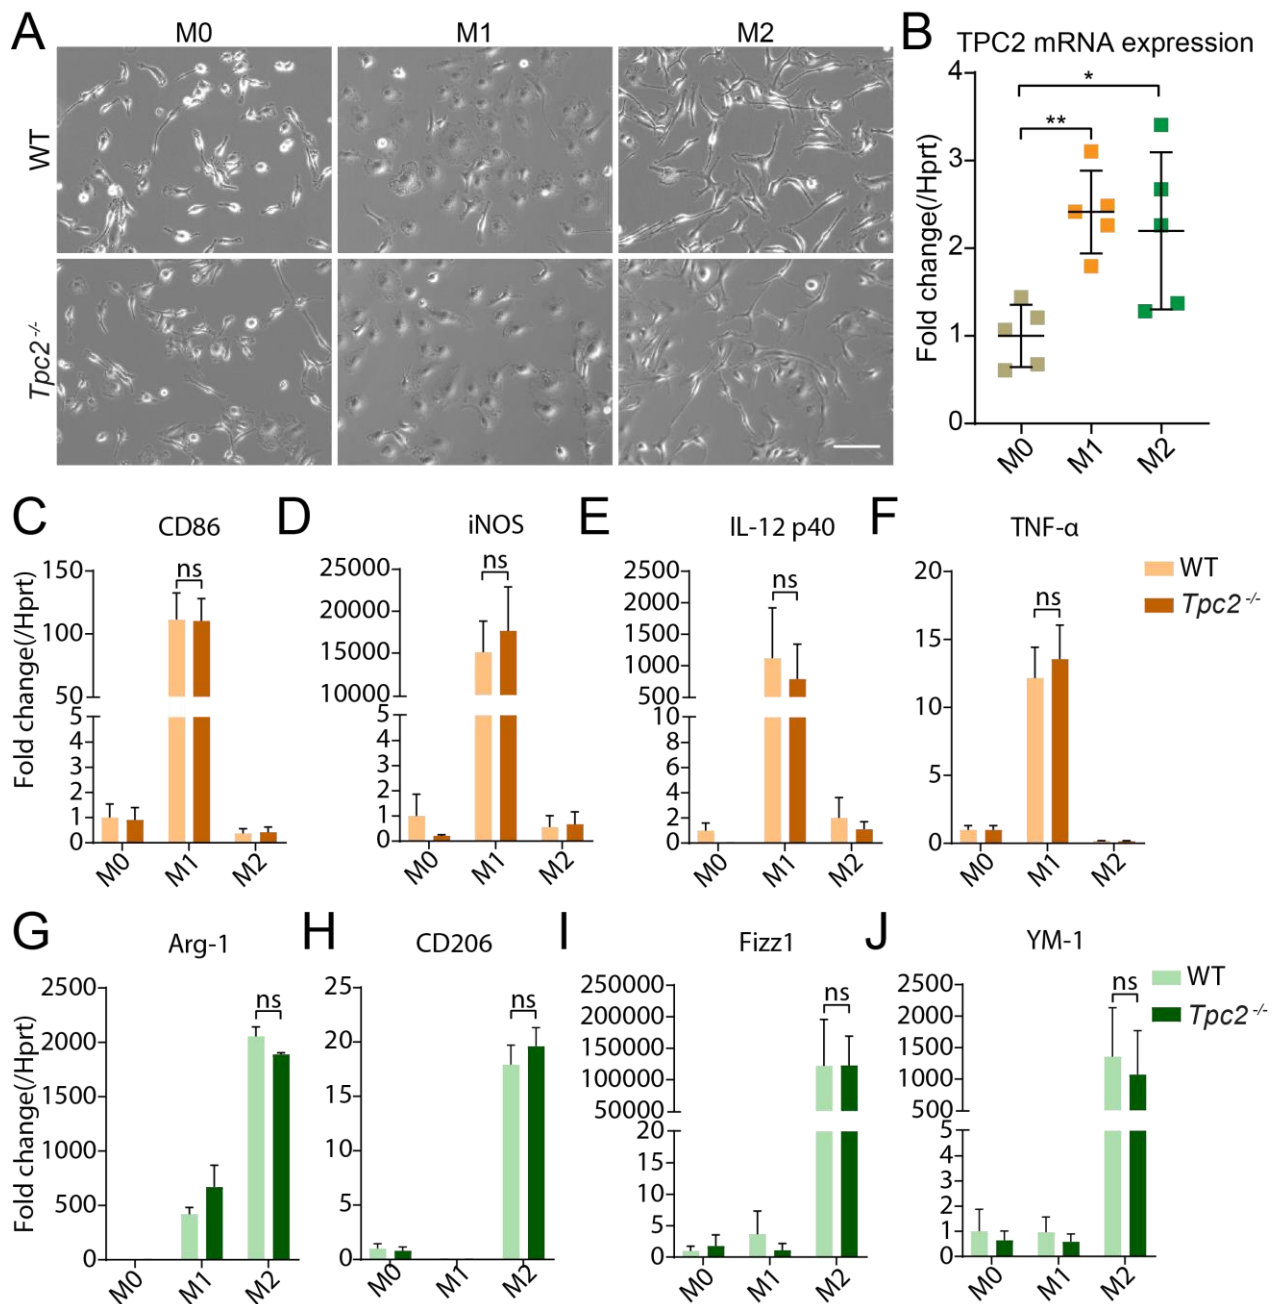 A
M0 M1 M2
WT
Tpc2 -/-
B
TPC2 mRNA expression
Fold change(/Hprt)
4
3
2
1
0
*
**
M0 M1 M2
C
CD86
Fold change(/Hprt)
150
100
50
5
4
3
2
1
0
ns
M0 M1 M2
D
iNOS
25000
20000
15000
10000
5
4
3
2
1
0
ns
M0 M1 M2
E
IL-12 p40
2500
2000
1500
1000
500
10
8
6
4
2
0
ns
M0 M1 M2
F
TNF-α
20
15
10
5
0
ns
M0 M1 M2
WT
Tpc2 -/-
G
Arg-1
Fold change(/Hprt)
2500
2000
1500
1000
500
0
ns
M0 M1 M2
H
CD206
25
20
15
10
5
0
ns
M0 M1 M2
I
Fizz1
250000
200000
150000
100000
50000
20
15
10
5
0
ns
M0 M1 M2
J
YM-1
2500
2000
1500
1000
500
5
4
3
2
1
0
ns
M0 M1 M2
WT
Tpc2 -/-